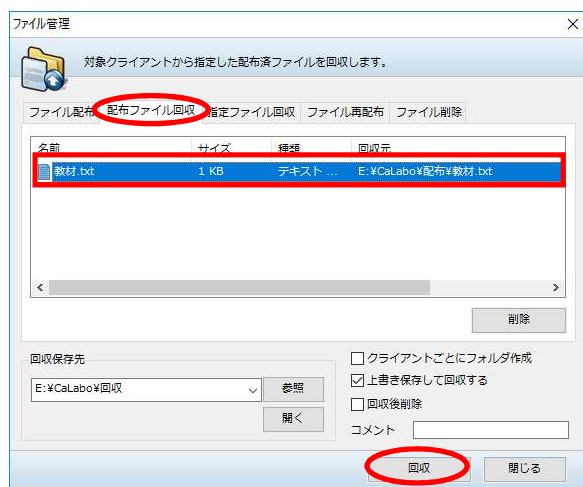 ファイル管理
対象クライアントから指定した配布済ファイルを回収します。
ファイル配布 配布ファイル回収 指定ファイル回収 ファイル再配布 ファイル削除
名前 サイズ 種類 回収元
教材.txt 1 KB テキスト ... E:¥CaLabo¥配布¥教材.txt
削除
回収保存先
E:¥CaLabo¥回収 参照
開く
クライアントごとにフォルダ作成
上書き保存して回収する
回収後削除
コメント
回収 閉じる